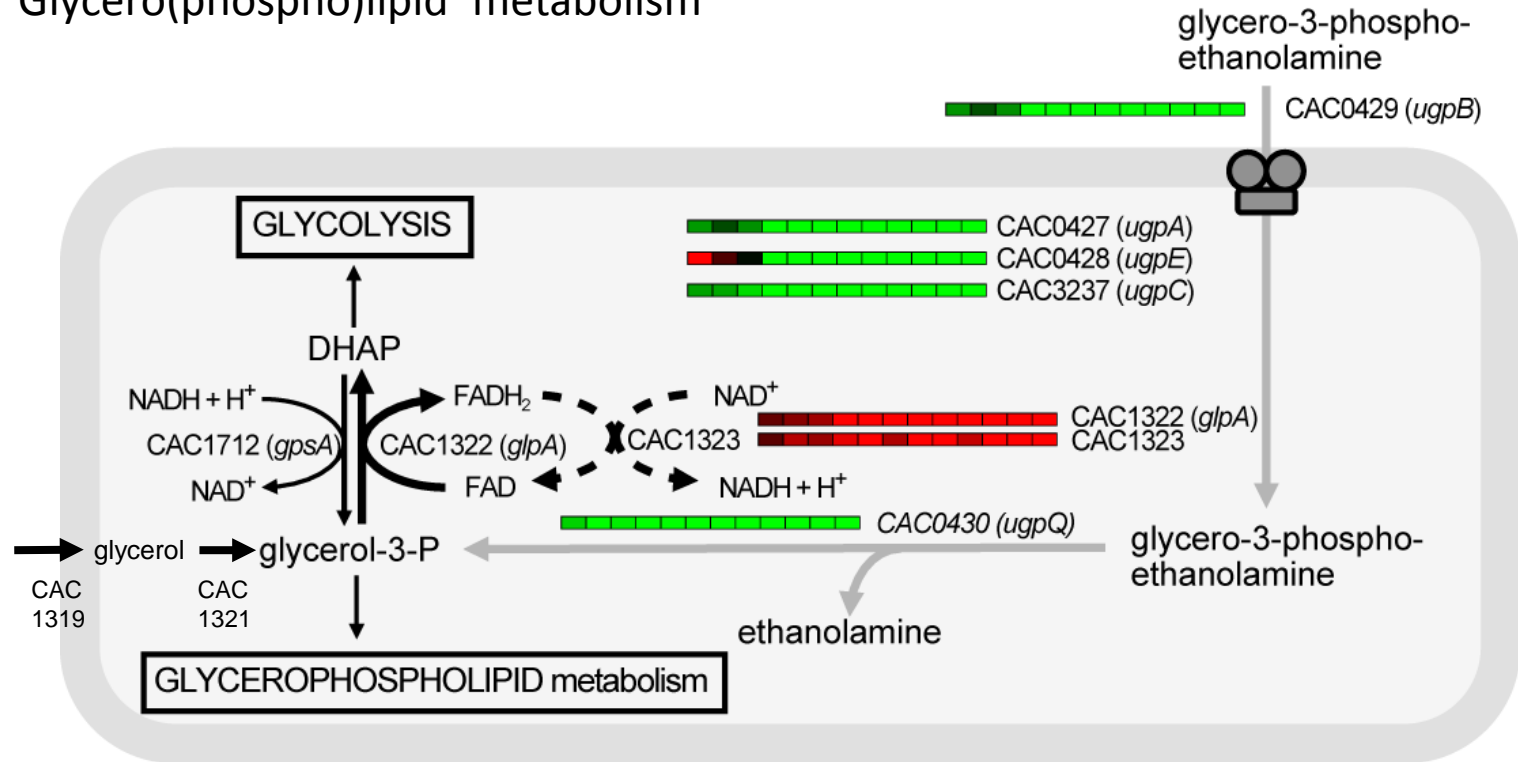 Glycero(phospho)lipid metabolism
glycero-3-phospho-
ethanolamine
CAC0429 (ugpB)
GLYCOLYSIS
CAC0427 (ugpA)
CAC0428 (ugpE)
CAC3237 (ugpC)
DHAP
NADH + H+
FADH2
NAD+
CAC1712 (gpsA)
CAC1322 (glpA)
CAC1323
CAC1322 (glpA)
CAC1323
NAD+
FAD
NADH + H+
CAC0430 (ugpQ)
glycerol
glycerol-3-P
glycero-3-phospho-
ethanolamine
CAC
1319
CAC
1321
ethanolamine
GLYCEROPHOSPHOLIPID metabolism